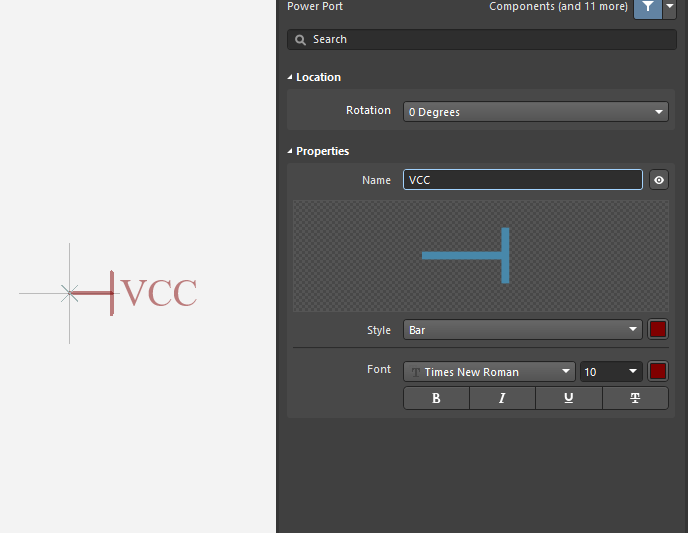 Power Port
Components (and 11 more)
Search
Location
Rotation
0 Degrees
Properties
Name
VCC
VCC
Style
Bar
Font
T Times New Roman
10
B I U T